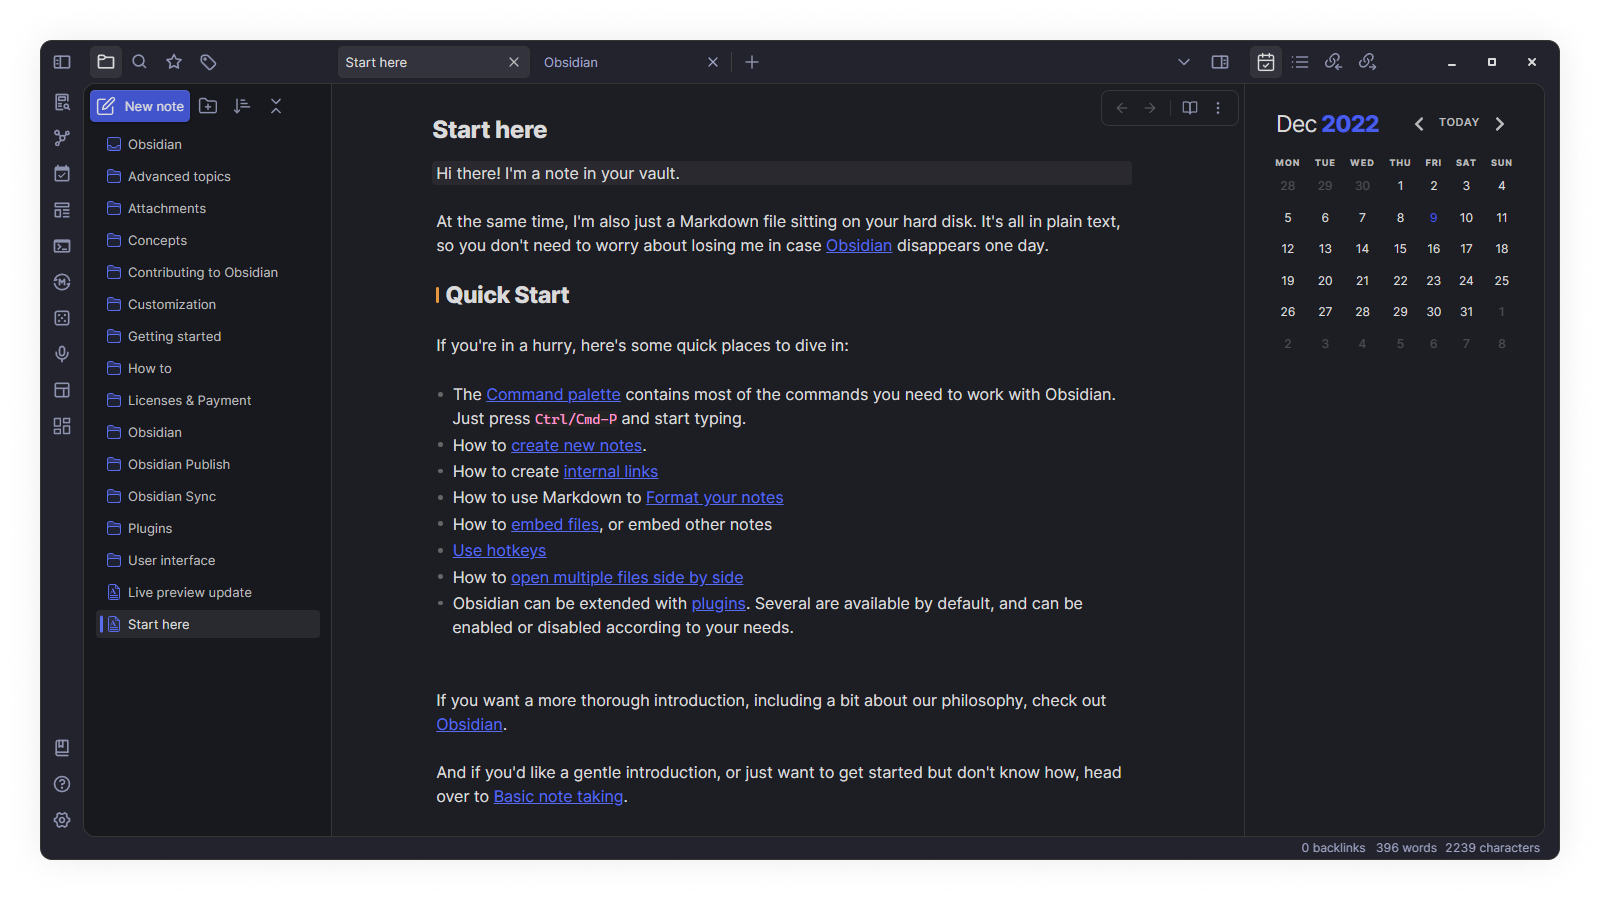 Start here
Obsidian
New note
Obsidian
Advanced topics
Attachments
Concepts
Contributing to Obsidian
Customization
Getting started
How to
Licenses & Payment
Obsidian
Obsidian Publish
Obsidian Sync
Plugins
User interface
Live preview update
Start here
Start here
Hi there! I'm a note in your vault.
At the same time, I'm also just a Markdown file sitting on your hard disk. It's all in plain text,
so you don't need to worry about losing me in case Obsidian disappears one day.
Quick Start
If you're in a hurry, here's some quick places to dive in:
The Command palette contains most of the commands you need to work with Obsidian.
Just press Ctrl/Cmd-P and start typing.
How to create new notes.
How to create internal links
How to use Markdown to Format your notes
How to embed files, or embed other notes
Use hotkeys
How to open multiple files side by side
Obsidian can be extended with plugins. Several are available by default, and can be
enabled or disabled according to your needs.
If you want a more thorough introduction, including a bit about our philosophy, check out
Obsidian.
And if you'd like a gentle introduction, or just want to get started but don't know how, head
over to Basic note taking.
Dec 2022 TODAY
MON TUE WED THU FRI SAT SUN
28 29 30 1 2 3 4
5 6 7 8 9 10 11
12 13 14 15 16 17 18
19 20 21 22 23 24 25
26 27 28 29 30 31 1
2 3 4 5 6 7 8
0 backlinks 396 words 2239 characters